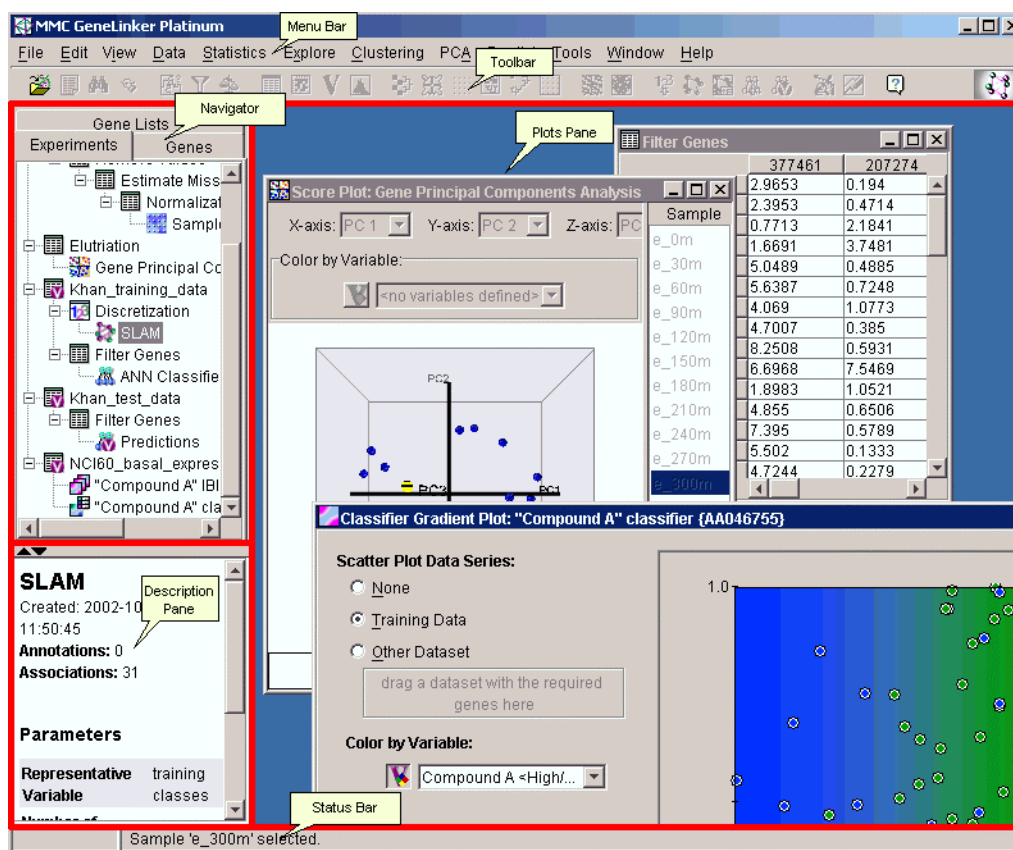 MMC GeneLinker Platinum
Menu Bar
File Edit View Data Statistics Explore Clustering PCA Tools Window Help
Toolbar
Navigator
Plots Pane
Gene Lists
Experiments Genes
Estimate Miss
Normalizat
Sampl
Elutriation
Gene Principal Co
Khan_training_data
Discretization
SLAM
Filter Genes
ANN Classifie
Khan_test_data
Filter Genes
Predictions
NCI60_basal_expres
"Compound A" IBI
"Compound A" cla
Score Plot: Gene Principal Components Analysis
X-axis: PC 1 Y-axis: PC 2 Z-axis: PC
Color by Variable:
<no variables defined>
PC2
PC3 PC1
Sample
e_0m
e_30m
e_60m
e_90m
e_120m
e_150m
e_180m
e_210m
e_240m
e_270m
e_300m
Filter Genes
377461 207274
2.9653 0.194
2.3953 0.4714
0.7713 2.1841
1.6691 3.7481
5.0489 0.4885
5.6387 0.7248
4.069 1.0773
4.7007 0.385
8.2508 0.5931
6.6968 7.5469
1.8983 1.0521
4.855 0.6506
7.395 0.5789
5.502 0.1333
4.7244 0.2279
SLAM
Created: 2002-10
11:50:45
Annotations: 0
Associations: 31
Description
Pane
Parameters
Representative training
Variable classes
Classifier Gradient Plot: "Compound A" classifier {AA046755}
Scatter Plot Data Series:
None
Training Data
Other Dataset
drag a dataset with the required
genes here
Color by Variable:
Compound A <High/...
1.0
Status Bar
Sample 'e_300m' selected.